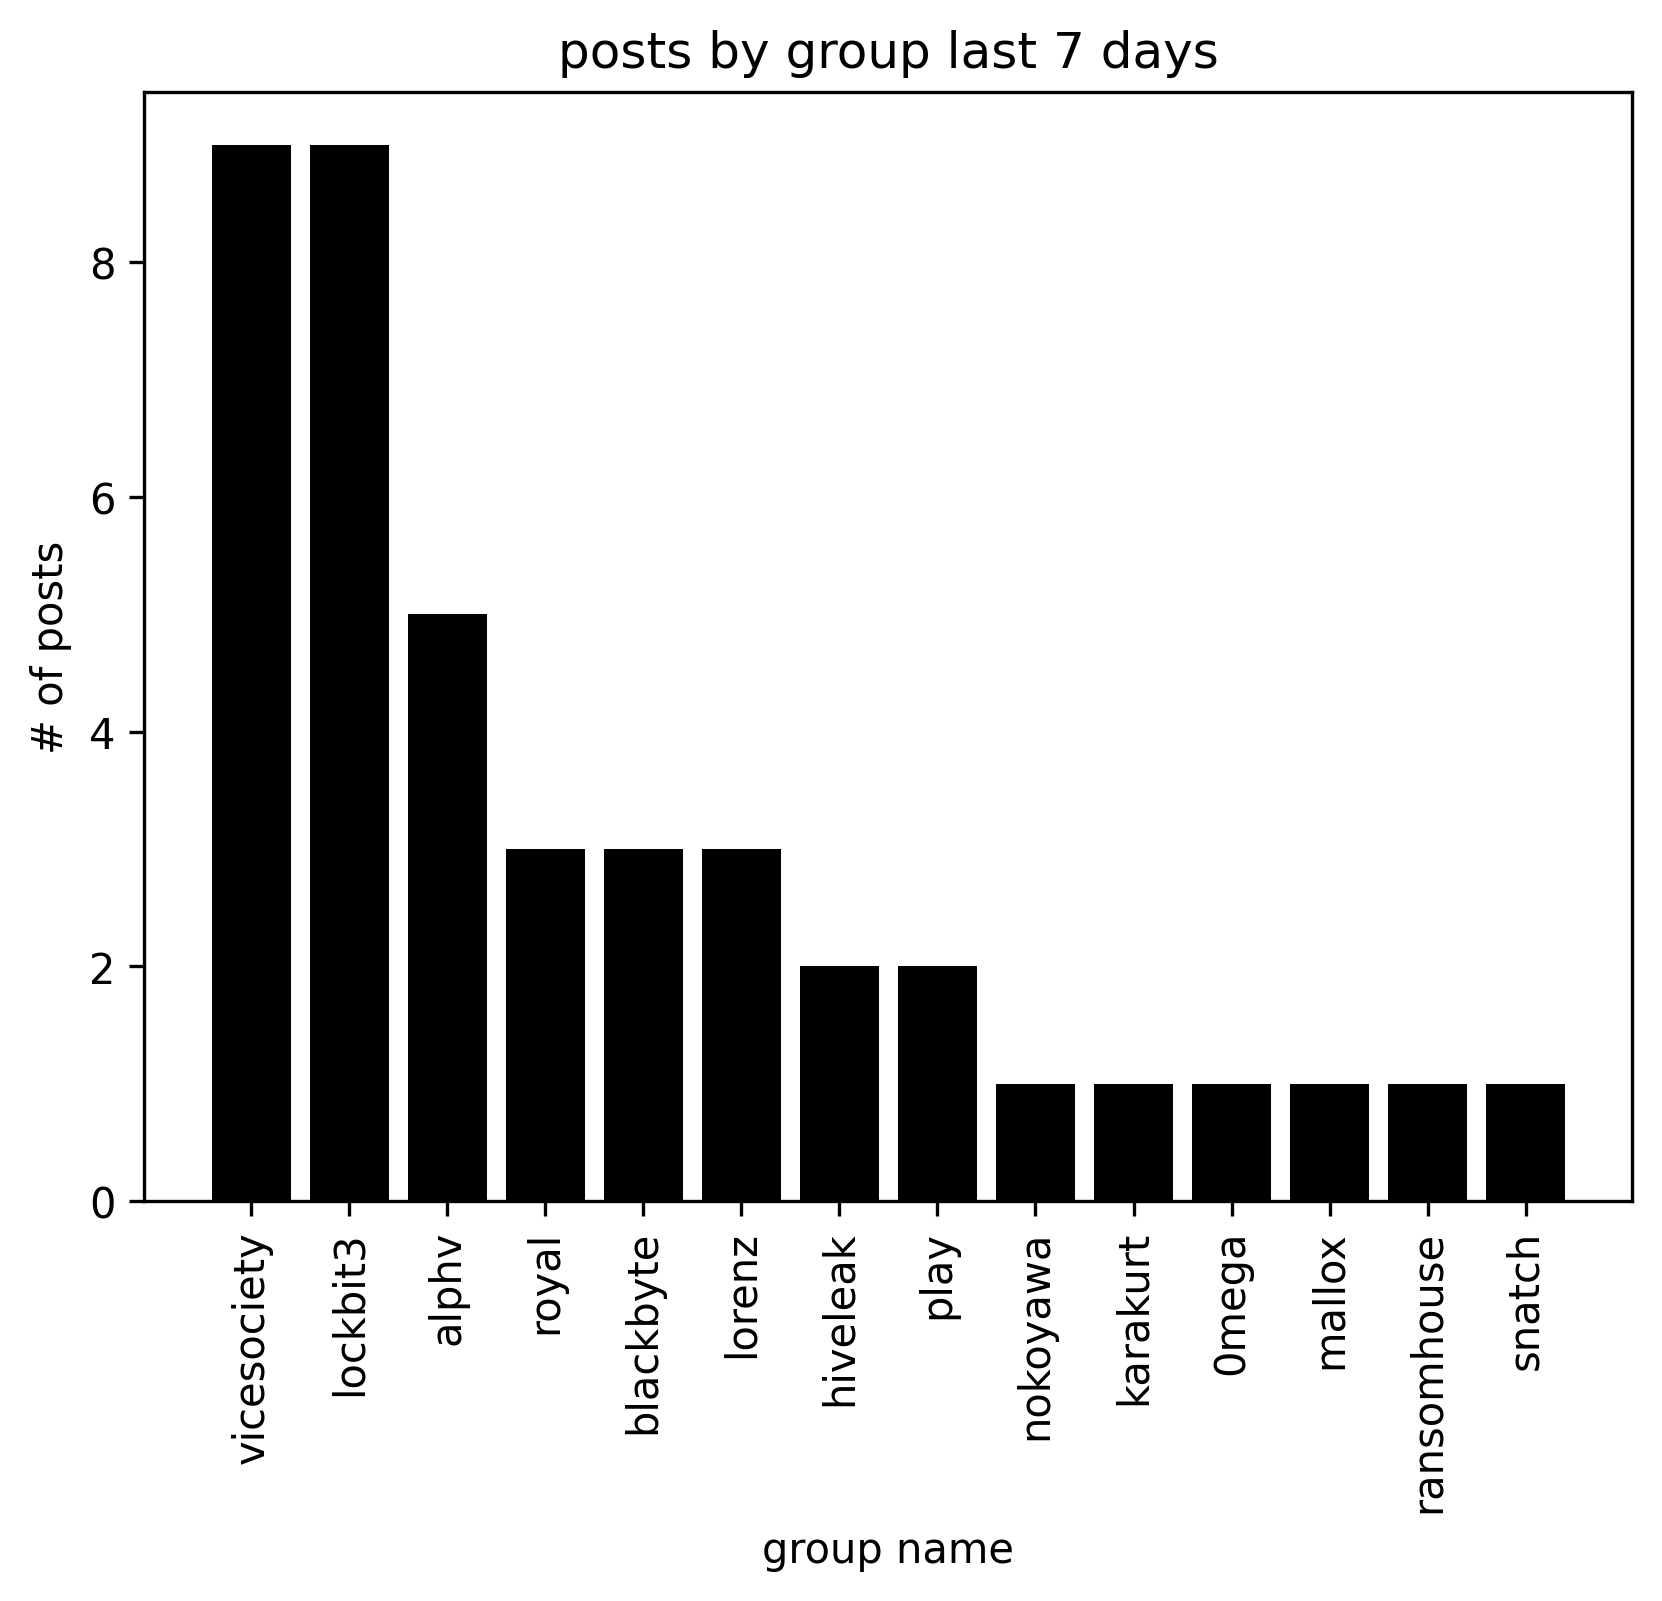 posts by group last 7 days
# of posts
8
6
4
2
0
vicesociety
lockbit3
alphv
royal
blackbyte
lorenz
hiveleak
play
nokoyawa
karakurt
0mega
mallox
ransomhouse
snatch
group name